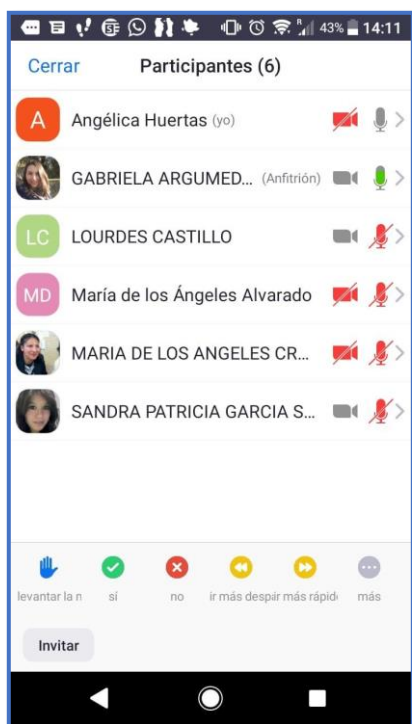 43% 14:11
Cerrar Participantes (6)
A Angélica Huertas (yo)
GABRIELA ARGUMED... (Anfitrión)
LC LOURDES CASTILLO
MD María de los Ángeles Alvarado
MARIA DE LOS ANGELES CR...
SANDRA PATRICIA GARCIA S...
levantar la n sí no ir más desp ir más rápid más
Invitar